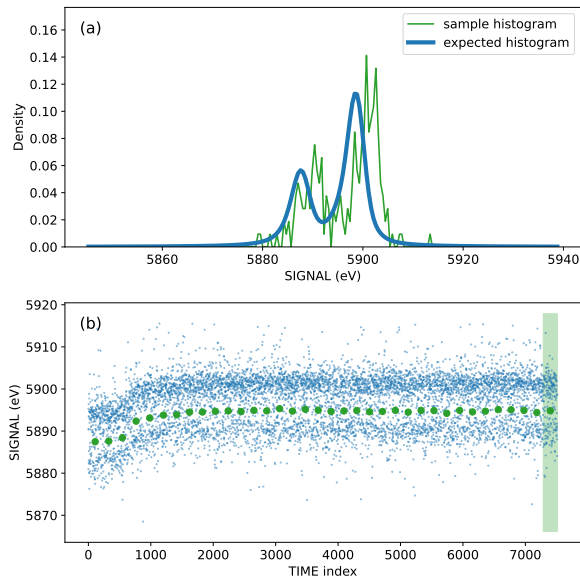 (a)
sample histogram
expected histogram
0.16
0.14
0.12
0.10
0.08
0.06
0.04
0.02
0.00
Density
5860 5880 5900 5920 5940
SIGNAL (eV)
(b)
5920
5910
5900
5890
5880
5870
SIGNAL (eV)
0 1000 2000 3000 4000 5000 6000 7000
TIME index